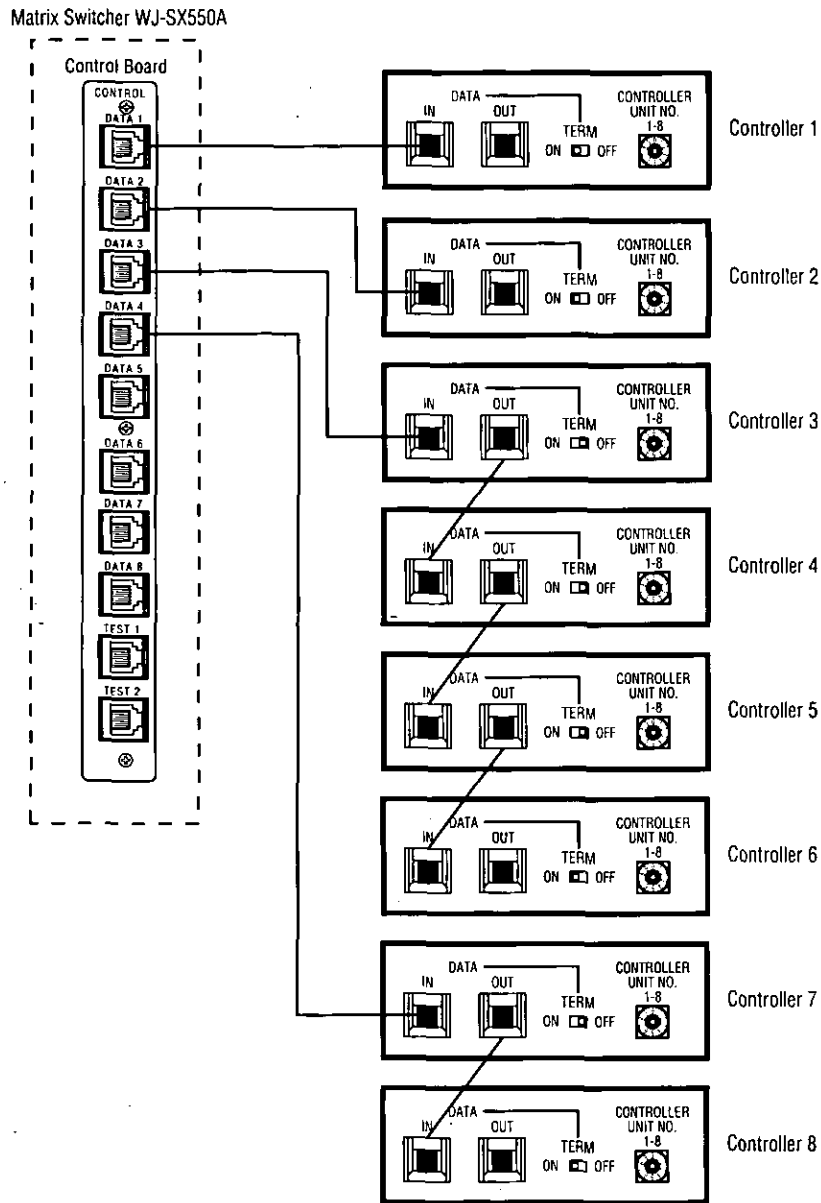 Matrix Switcher WJ-SX550A
Control Board
CONTROL
DATA 1
DATA 2
DATA 3
DATA 4
DATA 5
DATA 6
DATA 7
DATA 8
TEST 1
TEST 2
DATA
IN
OUT
TERM
ON OFF
CONTROLLER
UNIT NO.
1-8
Controller 1
DATA
IN
OUT
TERM
ON OFF
CONTROLLER
UNIT NO.
1-8
Controller 2
DATA
IN
OUT
TERM
ON OFF
CONTROLLER
UNIT NO.
1-8
Controller 3
DATA
IN
OUT
TERM
ON OFF
CONTROLLER
UNIT NO.
1-8
Controller 4
DATA
IN
OUT
TERM
ON OFF
CONTROLLER
UNIT NO.
1-8
Controller 5
DATA
IN
OUT
TERM
ON OFF
CONTROLLER
UNIT NO.
1-8
Controller 6
DATA
IN
OUT
TERM
ON OFF
CONTROLLER
UNIT NO.
1-8
Controller 7
DATA
IN
OUT
TERM
ON OFF
CONTROLLER
UNIT NO.
1-8
Controller 8